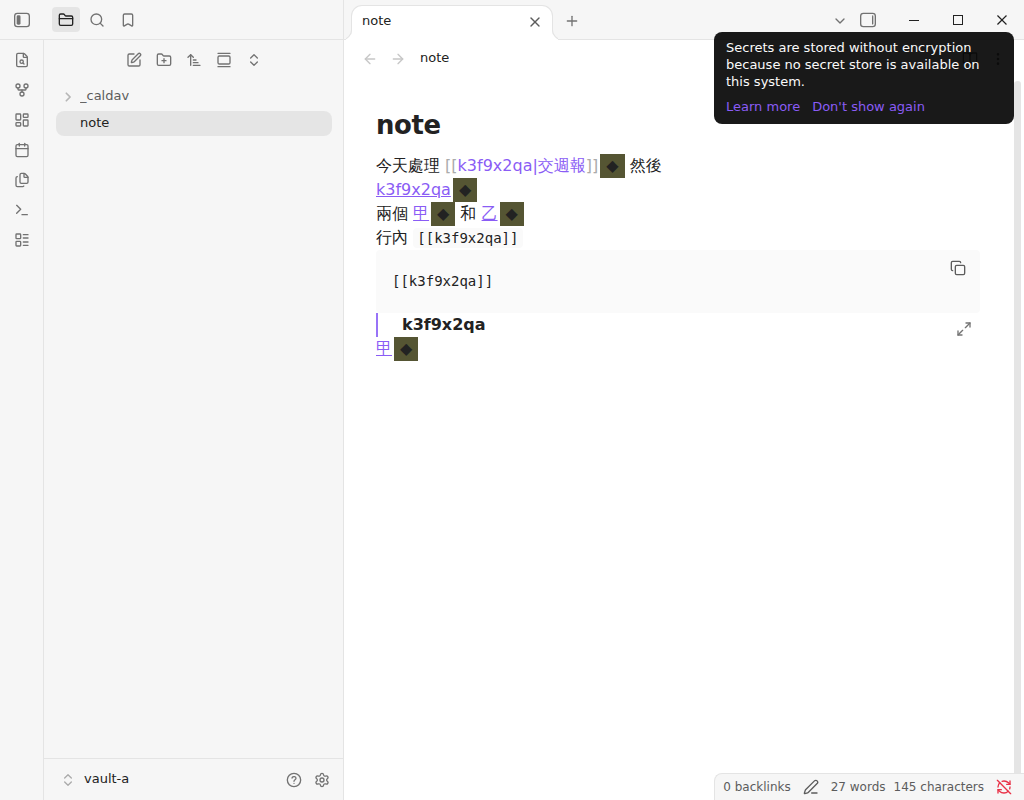 note
Secrets are stored without encryption
because no secret store is available on
this system.
Learn more Don't show again
note
_caldav
note
note
今天處理 [[k3f9x2qa|交週報]]◆ 然後
k3f9x2qa◆
兩個 里◆ 和 乙◆
行內 [[k3f9x2qa]]
[[k3f9x2qa]]
k3f9x2qa
里◆
vault-a
0 backlinks 27 words 145 characters